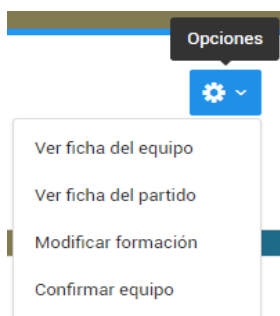 Opciones
Ver ficha del equipo
Ver ficha del partido
Modificar formación
Confirmar equipo